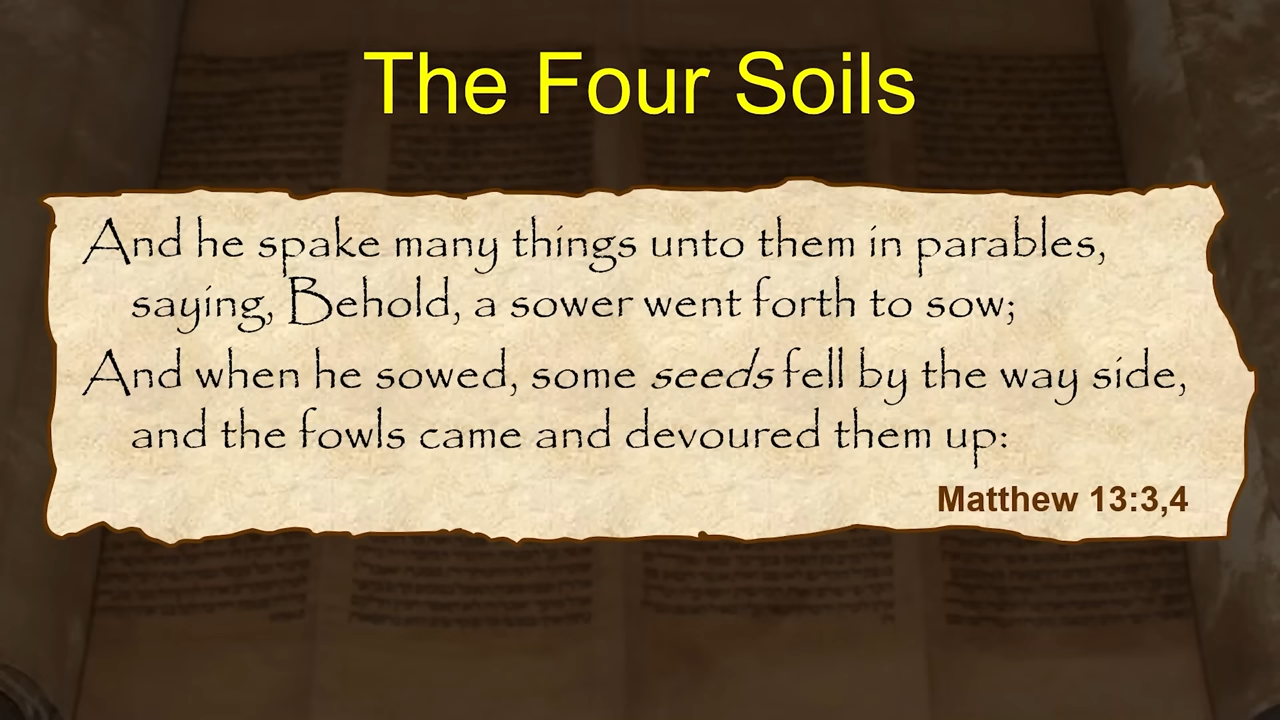 The Four Soils
And he spake many things unto them in parables,
saying, Behold, a sower went forth to sow;
And when he sowed, some seeds fell by the way side,
and the fowls came and devoured them up:
Matthew 13:3,4